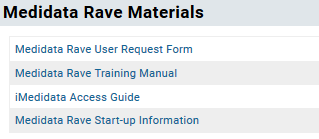 Medidata Rave Materials
Medidata Rave User Request Form
Medidata Rave Training Manual
iMedidata Access Guide
Medidata Rave Start-up Information